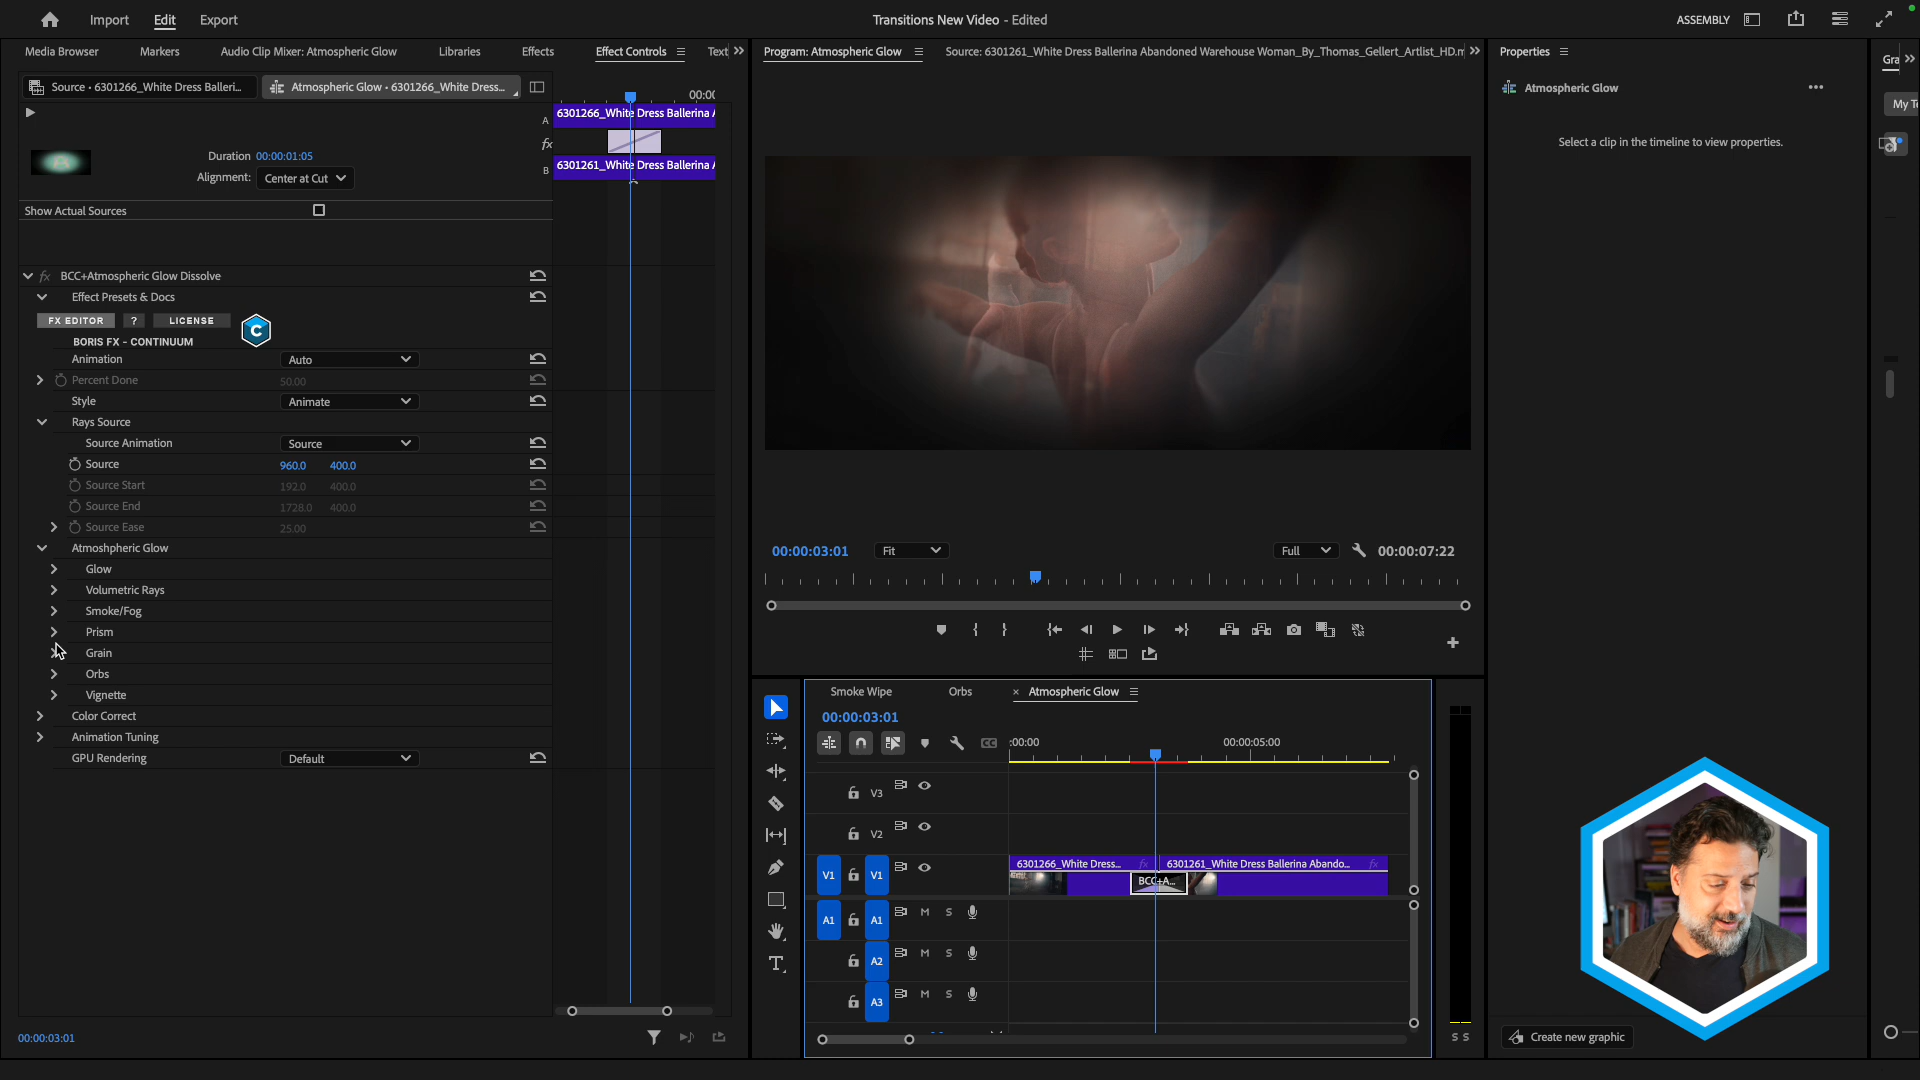 Import
Edit
Export
Transitions New Video - Edited
ASSEMBLY
Media Browser
Markers
Audio Clip Mixer: Atmospheric Glow
Libraries
Effects
Effect Controls
Text
Program: Atmospheric Glow
Source: 6301261_White Dress Ballerina Abandoned Warehouse Woman_By_Thomas_Gellert_Artlist_HD.m
Properties
Gra
Source • 6301266_White Dress Balleri...
Atmospheric Glow • 6301266_White Dress...
00:00
Atmospheric Glow
My Te
A
6301266_White Dress Ballerina A
fx
B
6301261_White Dress Ballerina A
Duration 00:00:01:05
Alignment: Center at Cut
Select a clip in the timeline to view properties.
Show Actual Sources
fx BCC+Atmospheric Glow Dissolve
Effect Presets & Docs
FX EDITOR ? LICENSE C
BORIS FX - CONTINUUM
Animation Auto
Percent Done 50.00
Style Animate
Rays Source
Source Animation Source
Source 960.0 400.0
Source Start 192.0 400.0
Source End 1728.0 400.0
Source Ease 25.00
Atmoshpheric Glow
Glow
Volumetric Rays
Smoke/Fog
Prism
Grain
Orbs
Vignette
Color Correct
Animation Tuning
GPU Rendering Default
00:00:03:01
00:00:03:01
Fit
Full
00:00:07:22
Smoke Wipe
Orbs
× Atmospheric Glow
00:00:03:01
CC
:00:00
00:00:05:00
V3
V2
V1 V1
6301266_White Dress... fx
6301261_White Dress Ballerina Abando... fx
BCC+A...
A1 A1 M S
A2 M S
A3 M S
S S
T
Create new graphic